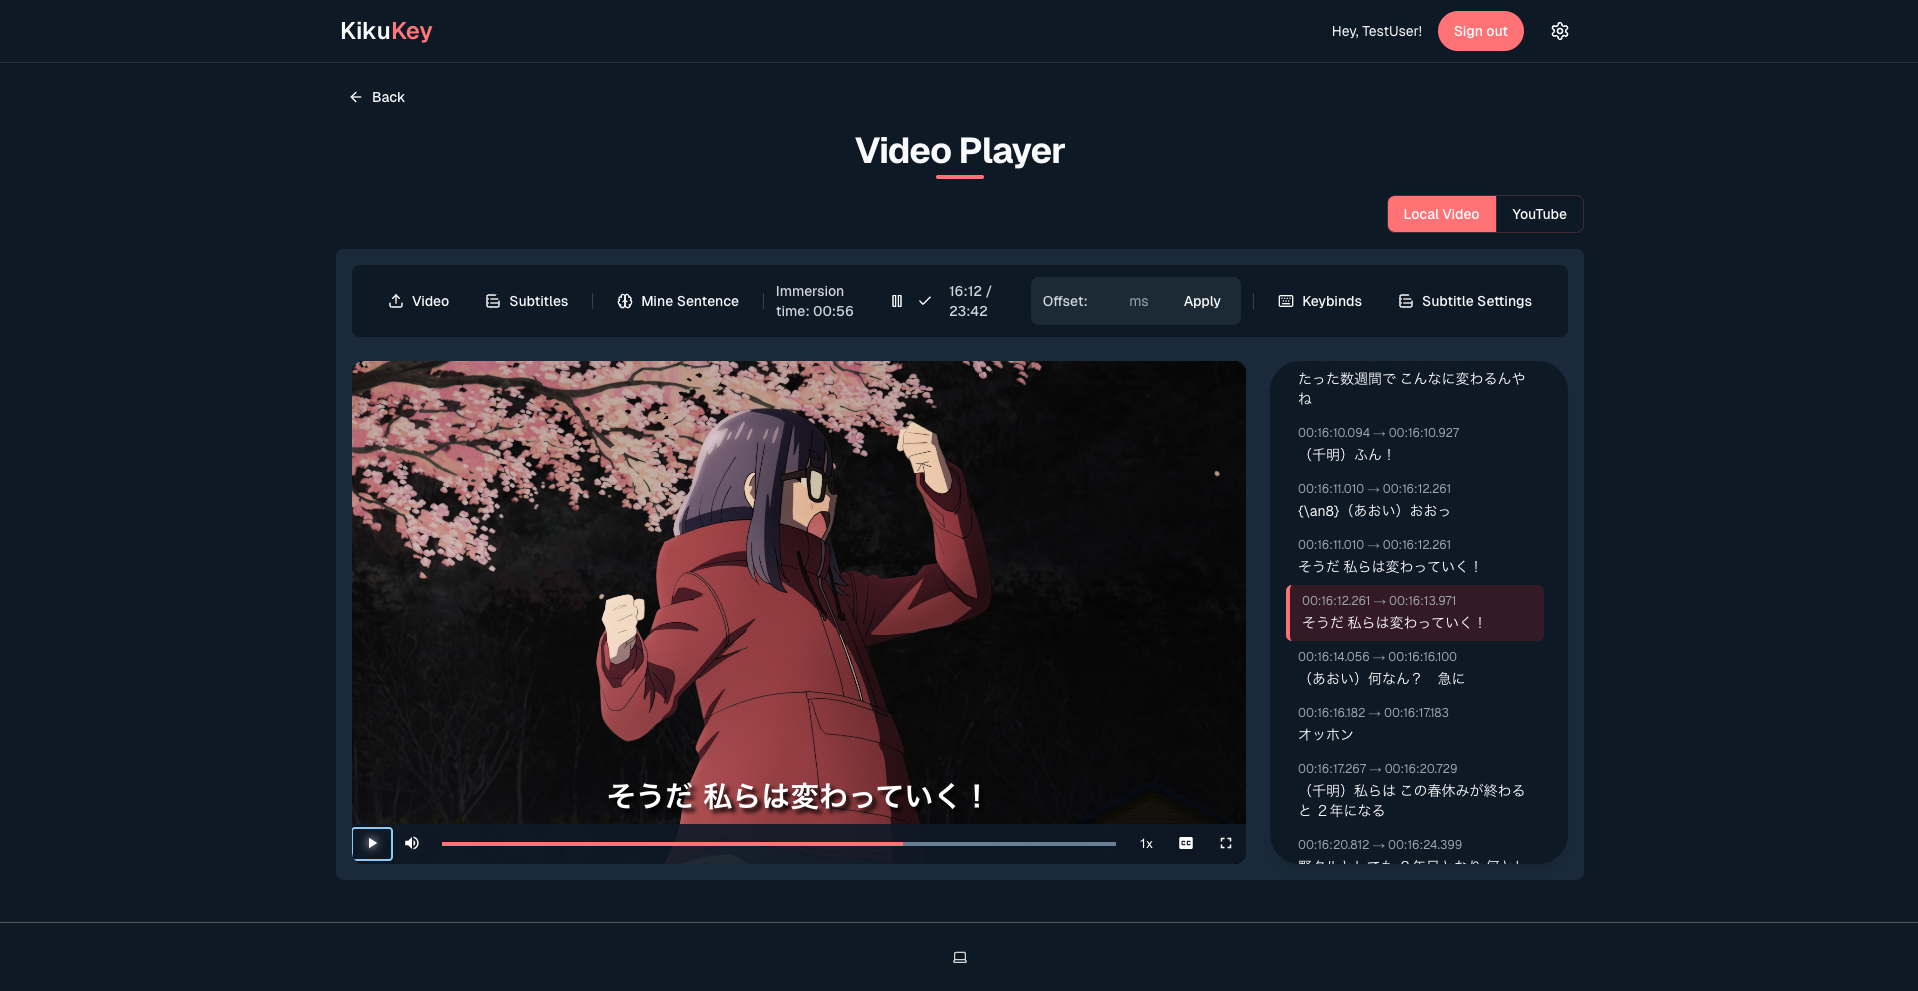 KikuKey
Hey, TestUser!
Sign out
Back
Video Player
Local Video
YouTube
Video
Subtitles
Mine Sentence
Immersion
time: 00:56
16:12 /
23:42
Offset:
ms
Apply
Keybinds
Subtitle Settings
そうだ 私らは変わっていく！
1x
CC
たった数週間で こんなに変わるんや
ね
00:16:10.094 → 00:16:10.927
（千明）ふん！
00:16:11.010 → 00:16:12.261
{\an8}（あおい）おおっ
00:16:11.010 → 00:16:12.261
そうだ 私らは変わっていく！
00:16:12.261 → 00:16:13.971
そうだ 私らは変わっていく！
00:16:14.056 → 00:16:16.100
（あおい）何なん？　急に
00:16:16.182 → 00:16:17.183
オッホン
00:16:17.267 → 00:16:20.729
（千明）私らは この春休みが終わる
と ２年になる
00:16:20.812 → 00:16:24.399